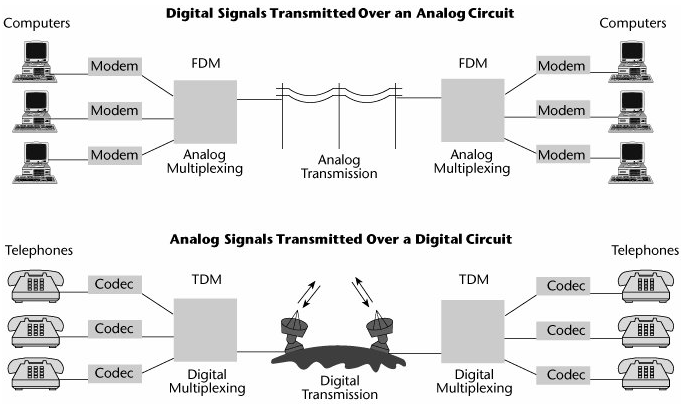 Digital Signals Transmitted Over an Analog Circuit
Computers
Computers
Modem
FDM
FDM
Modem
Modem
Modem
Modem
Analog
Multiplexing
Analog
Transmission
Analog
Multiplexing
Modem
Analog Signals Transmitted Over a Digital Circuit
Telephones
Telephones
Codec
TDM
TDM
Codec
Codec
Codec
Codec
Digital
Multiplexing
Digital
Transmission
Digital
Multiplexing
Codec